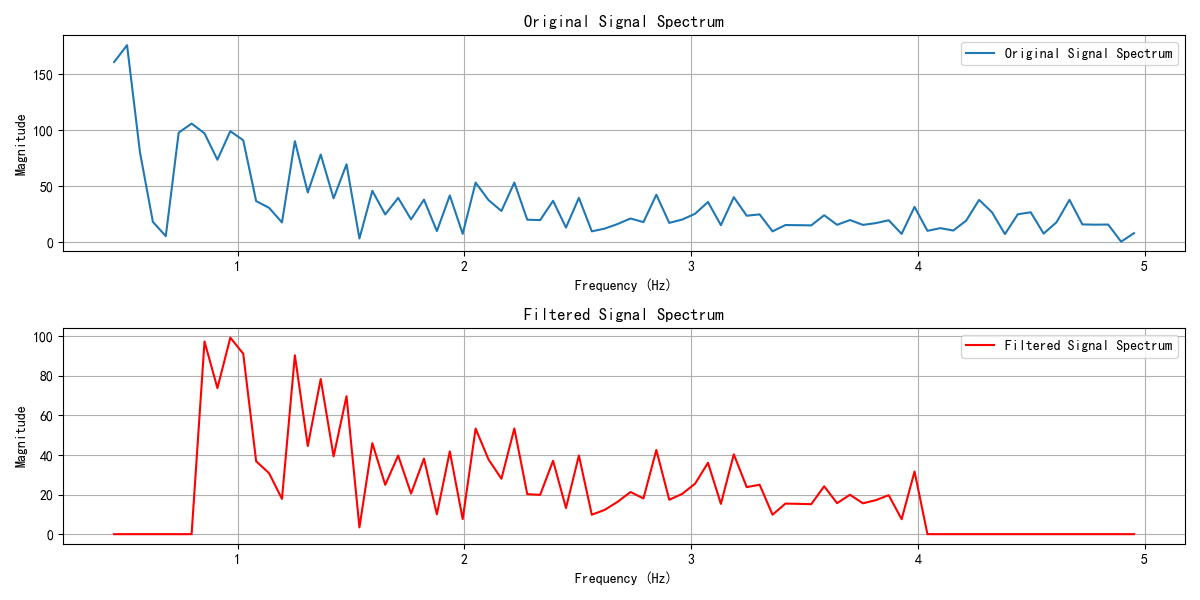 Original Signal Spectrum
Original Signal Spectrum
Magnitude
150
100
50
0
1 2 3 4 5
Frequency (Hz)
Filtered Signal Spectrum
Filtered Signal Spectrum
Magnitude
100
80
60
40
20
0
1 2 3 4 5
Frequency (Hz)